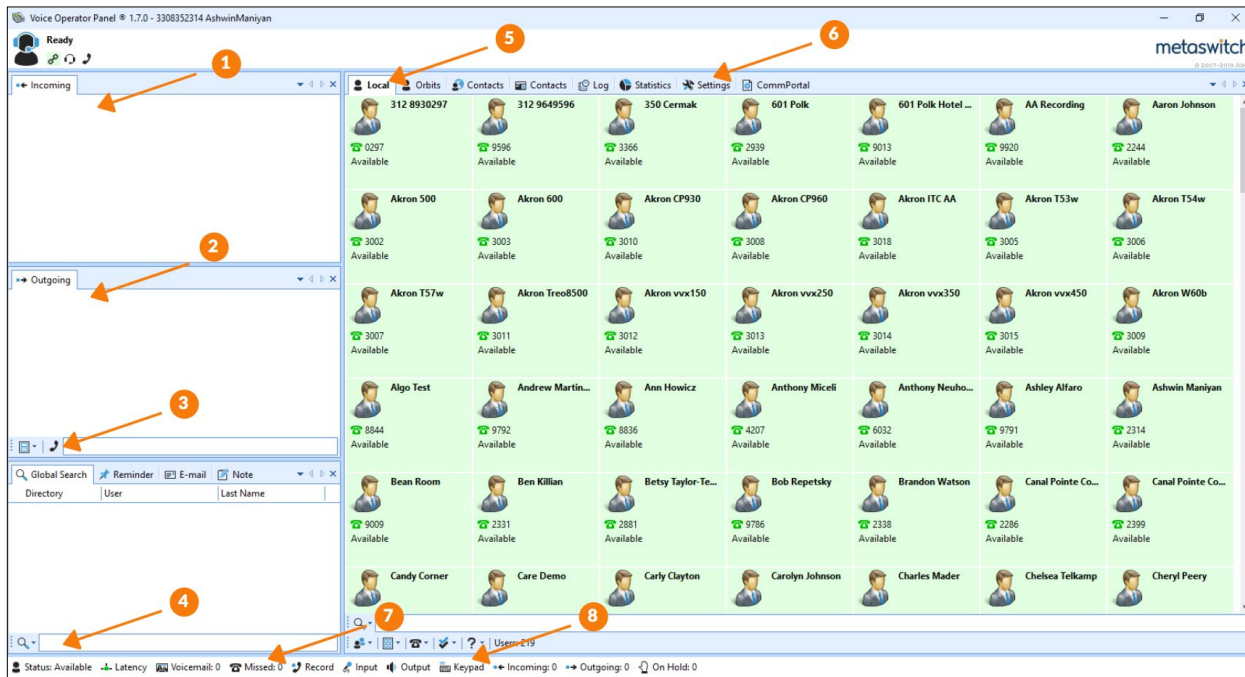 Voice Operator Panel ® 1.7.0 - 3308352314 AshwinManiyan
Ready
metaswitch
1
5
6
Incoming
Local Orbits Contacts Contacts Log Statistics Settings CommPortal
312 8930297 312 9649596 350 Cermak 601 Polk 601 Polk Hotel ... AA Recording Aaron Johnson
0297 9596 3366 2939 9013 9920 2244
Available Available Available Available Available Available Available
Akron 500 Akron 600 Akron CP930 Akron CP960 Akron ITC AA Akron T53w Akron T54w
3002 3003 3010 3008 3018 3005 3006
Available Available Available Available Available Available Available
2
Outgoing
Akron T57w Akron Treo8500 Akron vvx150 Akron vvx250 Akron vvx350 Akron vvx450 Akron W60b
3007 3011 3012 3013 3014 3015 3009
Available Available Available Available Available Available Available
3
Algo Test Andrew Martin... Ann Howicz Anthony Miceli Anthony Neuho... Ashley Alfaro Ashwin Maniyan
8844 9792 8836 4207 6032 9791 2314
Available Available Available Available Available Available Available
Global Search Reminder E-mail Note
Directory User Last Name
Bean Room Ben Killian Betsy Taylor-Te... Bob Repetsky Brandon Watson Canal Pointe Co... Canal Pointe Co...
9009 2331 2881 9786 2338 2286 2399
Available Available Available Available Available Available Available
Candy Corner Care Demo Carly Clayton Carolyn Johnson Charles Mader Chelsea Telkamp Cheryl Peery
4
7
8
? Users: 219
Status: Available Latency Voicemail: 0 Missed: 0 Record Input Output Keypad Incoming: 0 Outgoing: 0 On Hold: 0